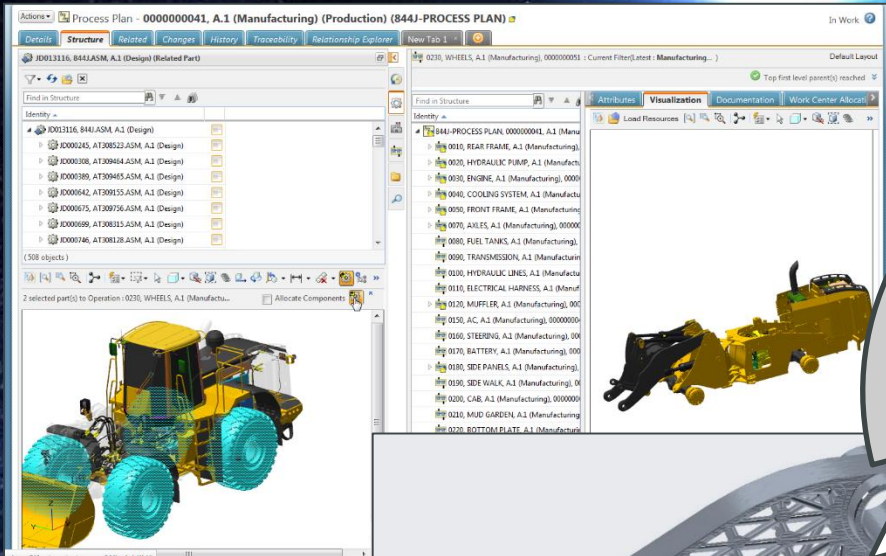 Actions Process Plan - 0000000041, A.1 (Manufacturing) (Production) (844J-PROCESS PLAN)
In Work
Details Structure Related Changes History Traceability Relationship Explorer New Tab 1
JD013116, 844J.ASM, A.1 (Design) (Related Part)
Find in Structure
Identity
JD013116, 844J.ASM, A.1 (Design)
JD000245, AT308523.ASM, A.1 (Design)
JD000308, AT309464.ASM, A.1 (Design)
JD000389, AT309465.ASM, A.1 (Design)
JD000642, AT309155.ASM, A.1 (Design)
JD000675, AT309756.ASM, A.1 (Design)
JD000699, AT308315.ASM, A.1 (Design)
JD000746, AT308128.ASM, A.1 (Design)
(508 objects)
2 selected part(s) to Operation : 0230, WHEELS, A.1 (Manufactu...
Allocate Components
0230, WHEELS, A.1 (Manufacturing), 0000000051 : Current Filter(Latest : Manufacturing... )
Default Layout
Top first level parent(s) reached
Find in Structure
Identity
844J-PROCESS PLAN, 0000000041, A.1 (Manu
0010, REAR FRAME, A.1 (Manufacturing),
0020, HYDRAULIC PUMP, A.1 (Manufact
0030, ENGINE, A.1 (Manufacturing), 0000
0040, COOLING SYSTEM, A.1 (Manufactu
0050, FRONT FRAME, A.1 (Manufacturing
0070, AXLES, A.1 (Manufacturing), 00000
0080, FUEL TANKS, A.1 (Manufacturing),
0090, TRANSMISSION, A.1 (Manufacturin
0100, HYDRAULIC LINES, A.1 (Manufactu
0110, ELECTRICAL HARNESS, A.1 (Manuf
0120, MUFFLER, A.1 (Manufacturing), 000
0150, AC, A.1 (Manufacturing), 000000004
0160, STEERING, A.1 (Manufacturing), 000
0170, BATTERY, A.1 (Manufacturing), 000
0180, SIDE PANELS, A.1 (Manufacturing),
0190, SIDE WALK, A.1 (Manufacturing), 00
0200, CAB, A.1 (Manufacturing), 00000000
0210, MUD GARDEN, A.1 (Manufacturing
0220, BOTTOM PLATE, A.1 (Manufacturin
Attributes Visualization Documentation Work Center Allocati
Load Resources
Z
Y